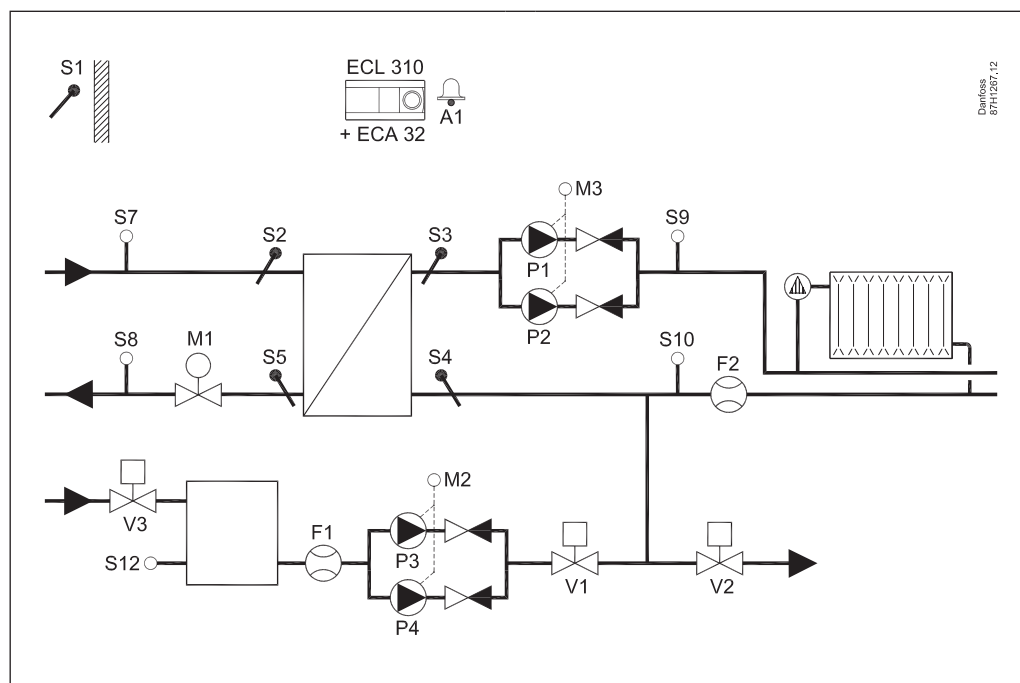 S1
ECL 310
A1
+ ECA 32
Danfoss
87H1267.12
M3
S7
S2
S3
P1
S9
P2
S8
M1
S5
S4
S10
F2
M2
V3
F1
P3
S12
V1
V2
P4